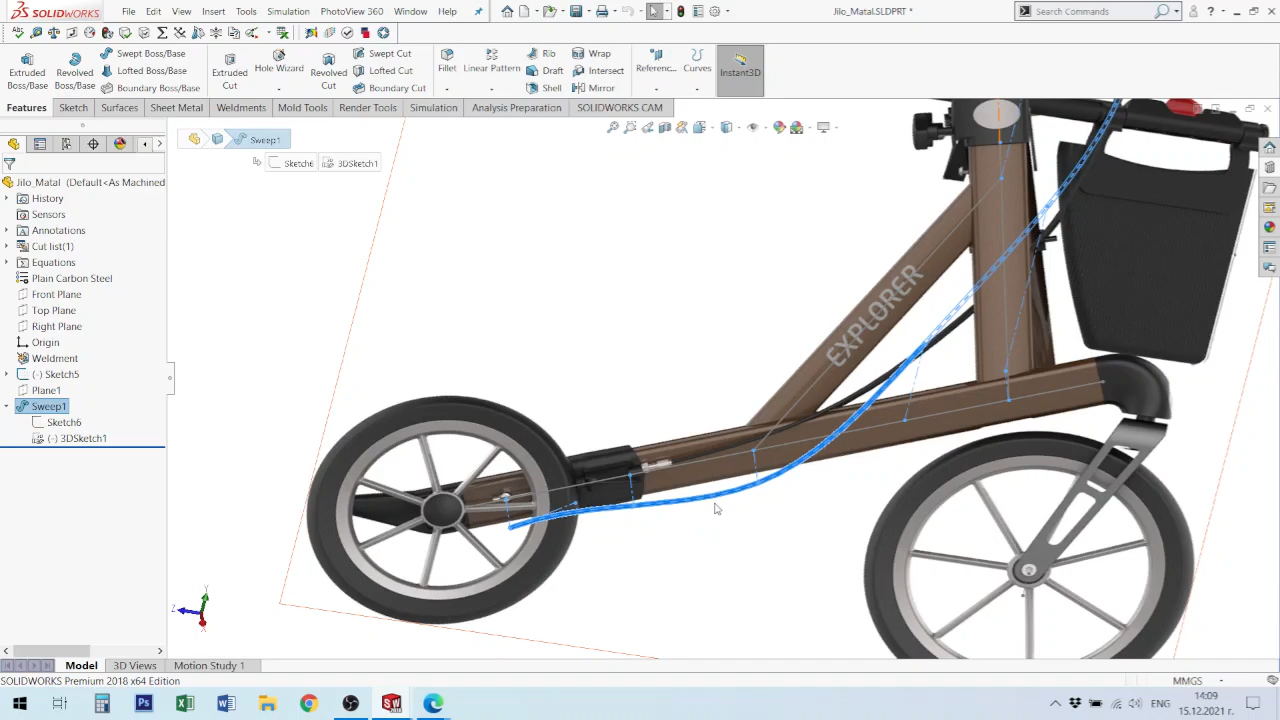 SOLIDWORKS
File
Edit
View
Insert
Tools
Simulation
PhotoView 360
Window
Help
Jilo_Matal.SLDPRT *
Search Commands
Extruded Boss/Base
Revolved Boss/Base
Swept Boss/Base
Lofted Boss/Base
Boundary Boss/Base
Extruded Cut
Hole Wizard
Revolved Cut
Swept Cut
Lofted Cut
Boundary Cut
Fillet
Linear Pattern
Rib
Draft
Shell
Wrap
Intersect
Mirror
Referenc...
Curves
Instant3D
Features
Sketch
Surfaces
Sheet Metal
Weldments
Mold Tools
Render Tools
Simulation
Analysis Preparation
SOLIDWORKS CAM
Sweep1
Sketch6
3DSketch1
Jilo_Matal (Default<As Machined
History
Sensors
Annotations
Cut list(1)
Equations
Plain Carbon Steel
Front Plane
Top Plane
Right Plane
Origin
Weldment
(-) Sketch5
Plane1
Sweep1
Sketch6
(-) 3DSketch1
EXPLORER
Y
Z
X
Model
3D Views
Motion Study 1
SOLIDWORKS Premium 2018 x64 Edition
MMGS
14:09
ENG
15.12.2021 г.